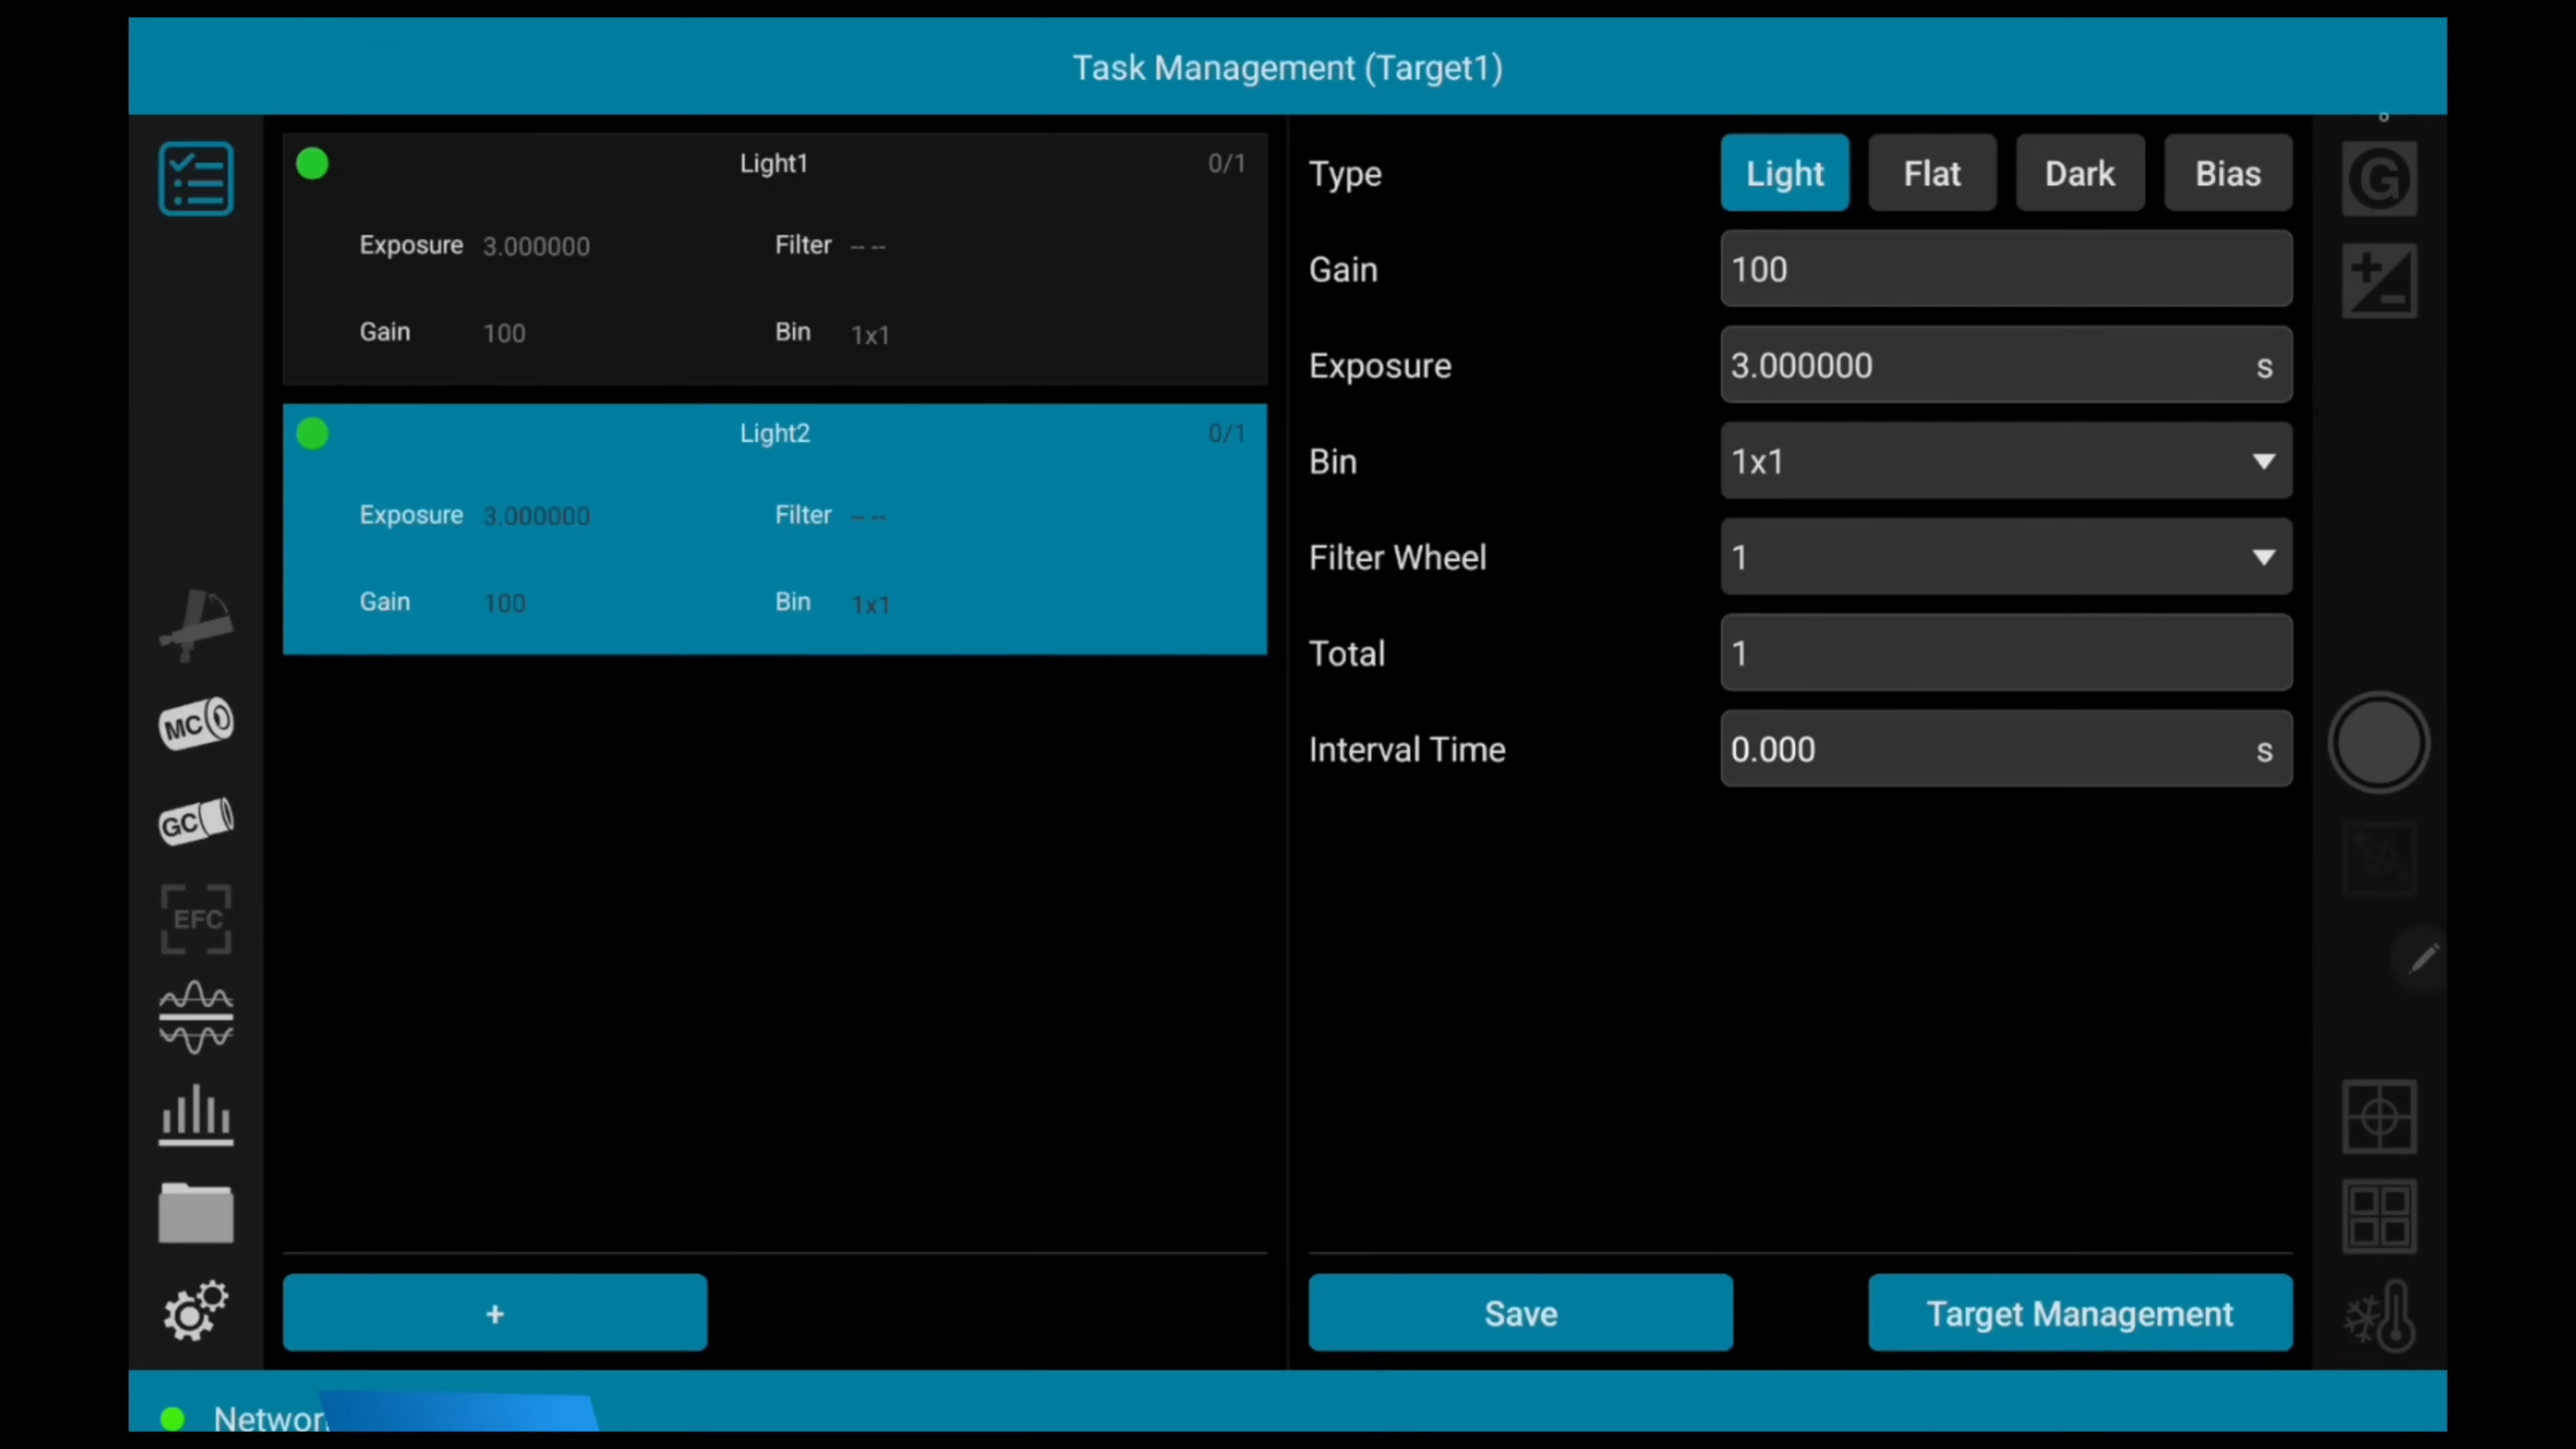 Task Management (Target1)
Light1 0/1
Exposure 3.000000 Filter -- --
Gain 100 Bin 1x1
Light2 0/1
Exposure 3.000000 Filter -- --
Gain 100 Bin 1x1
+
Type Light Flat Dark Bias
Gain 100
Exposure 3.000000 s
Bin 1x1
Filter Wheel 1
Total 1
Interval Time 0.000 s
Save Target Management
MC
GC
EFC
G